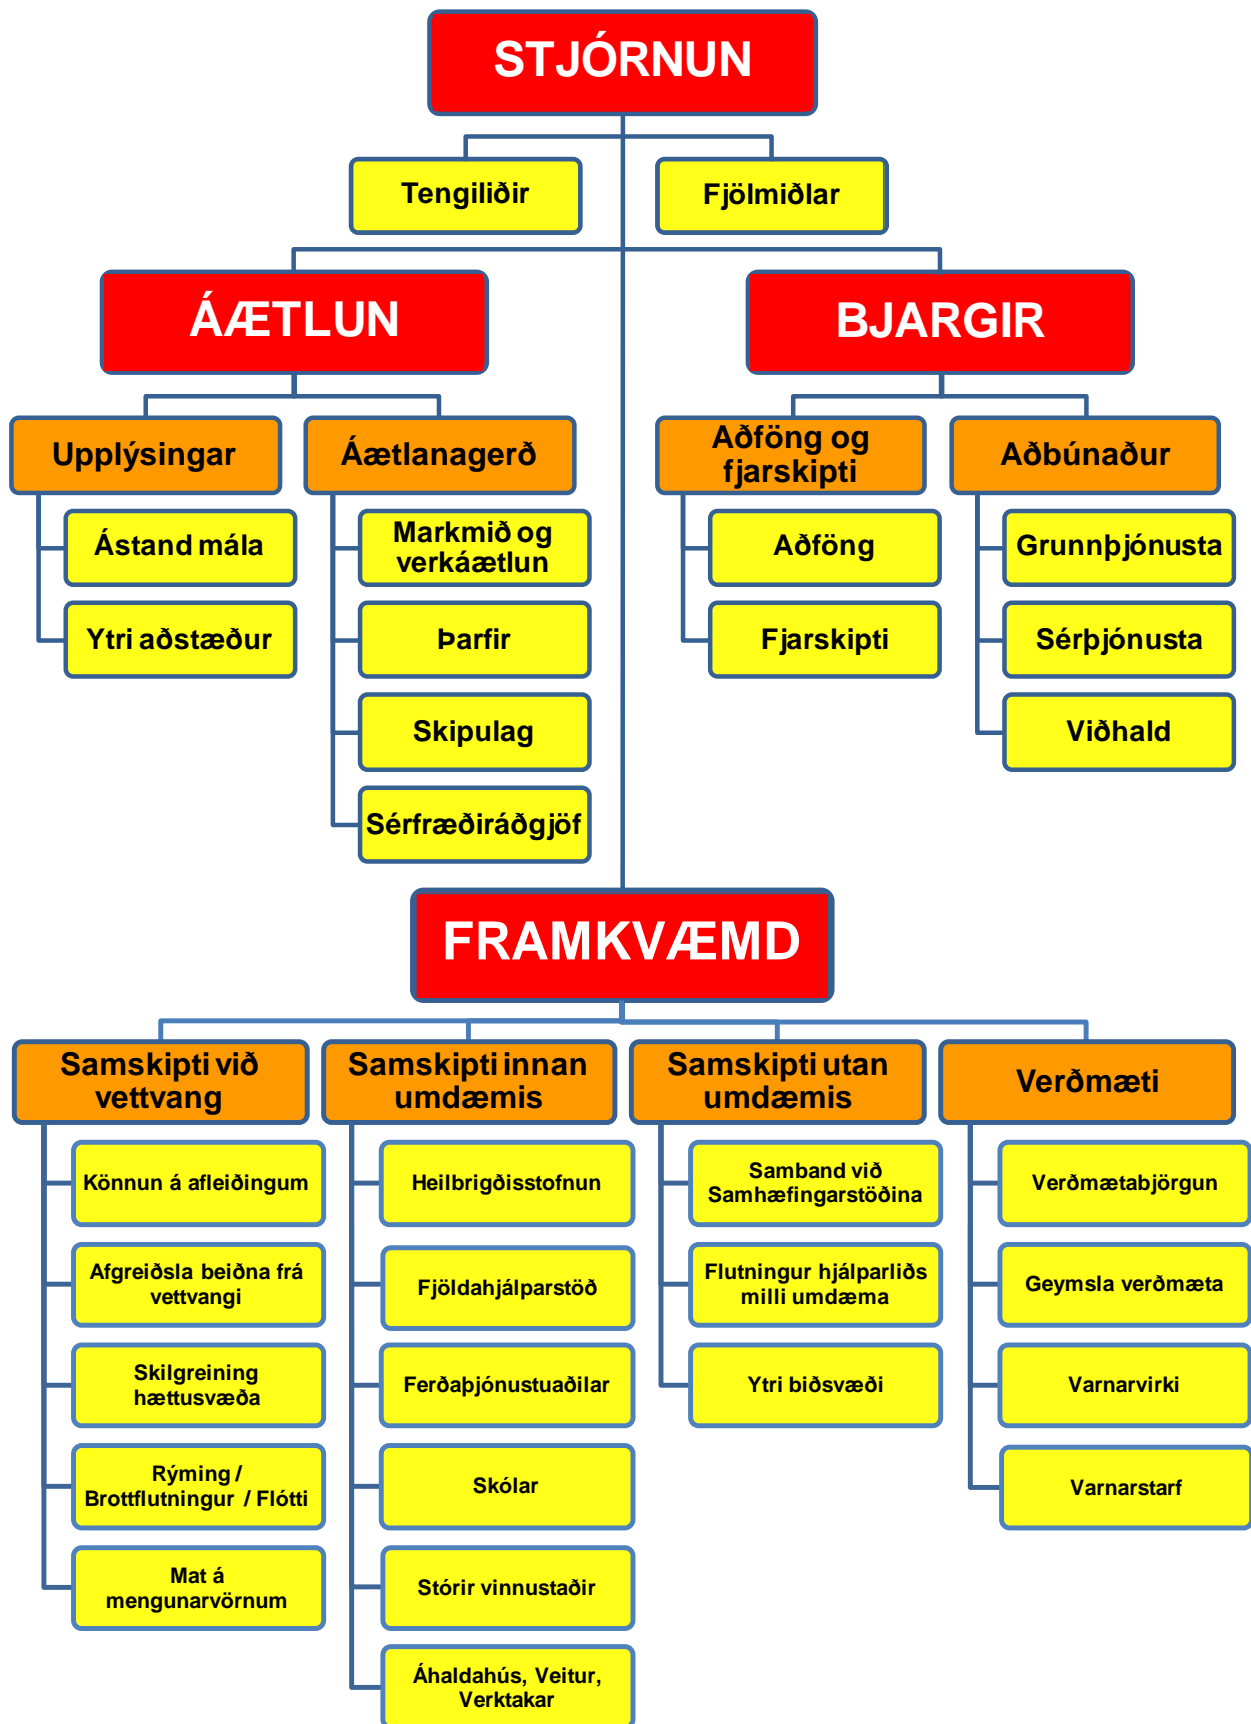 STJÓRNUN
Tengiliðir
Fjölmiðlar
ÁÆTLUN
BJARGIR
Upplýsingar
Áætlanagerð
Aðföng og
fjarskipti
Aðbúnaður
Ástand mála
Markmið og
verkáætlun
Aðföng
Grunnþjónusta
Ytri aðstæður
Þarfir
Fjarskipti
Sérþjónusta
Skipulag
Viðhald
Sérfræðiráðgjöf
FRAMKVÆMD
Samskipti við
vettvang
Samskipti innan
umdæmis
Samskipti utan
umdæmis
Verðmæti
Könnun á afleiðingum
Heilbrigðisstofnun
Samband við
Samhæfingarstöðina
Verðmætabjörgun
Afgreiðsla beiðna frá
vettvangi
Fjöldahjálparstöð
Flutningur hjálparliðs
milli umdæma
Geymsla verðmæta
Skilgreining
hættusvæða
Ferðaþjónustuaðilar
Ytri biðsvæði
Varnarvirki
Rýming /
Brottflutningur / Flótti
Skólar
Varnarstarf
Mat á
mengunarvörnum
Stórir vinnustaðir
Áhaldahús, Veitur,
Verktakar